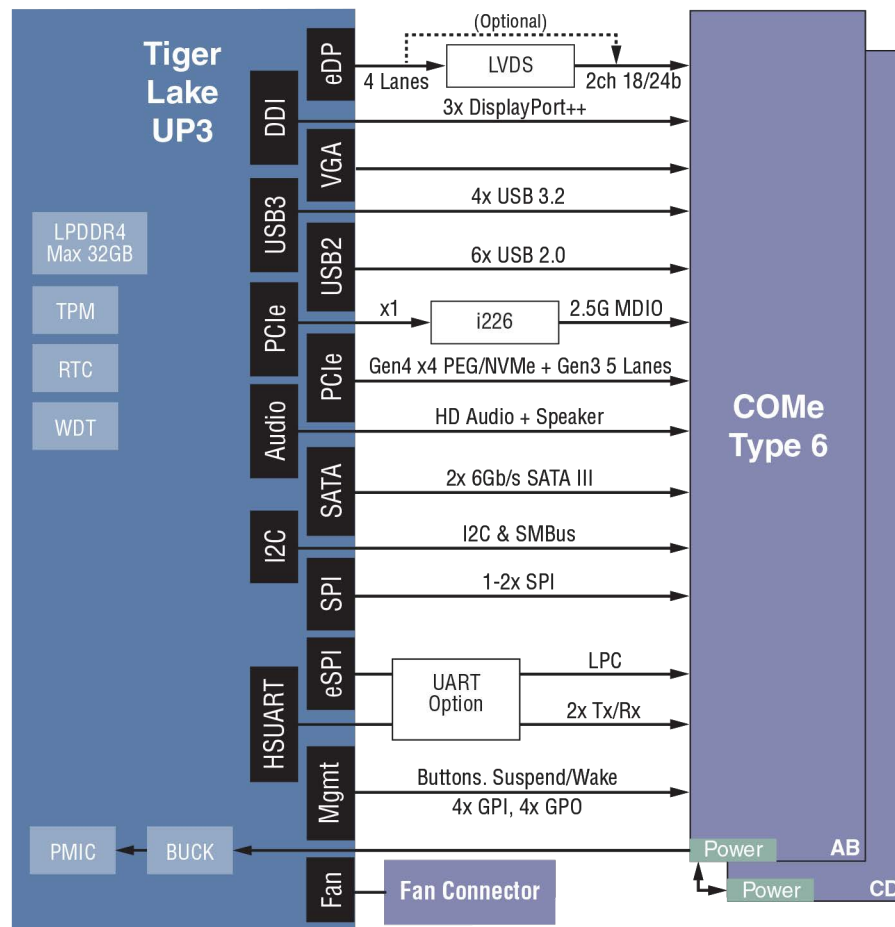 Tiger
Lake
UP3
(Optional)
eDP
4 Lanes
LVDS
2ch 18/24b
DDI
3x DisplayPort++
VGA
USB3
4x USB 3.2
LPDDR4
Max 32GB
USB2
6x USB 2.0
TPM
PCIe
x1
i226
2.5G MDIO
RTC
PCIe
Gen4 x4 PEG/NVMe + Gen3 5 Lanes
COMe
Type 6
WDT
Audio
HD Audio + Speaker
SATA
2x 6Gb/s SATA III
I2C
I2C & SMBus
SPI
1-2x SPI
eSPI
UART
Option
LPC
HSUART
2x Tx/Rx
Mgmt
Buttons. Suspend/Wake
4x GPI, 4x GPO
PMIC
BUCK
Power
AB
Fan
Fan Connector
Power
CD